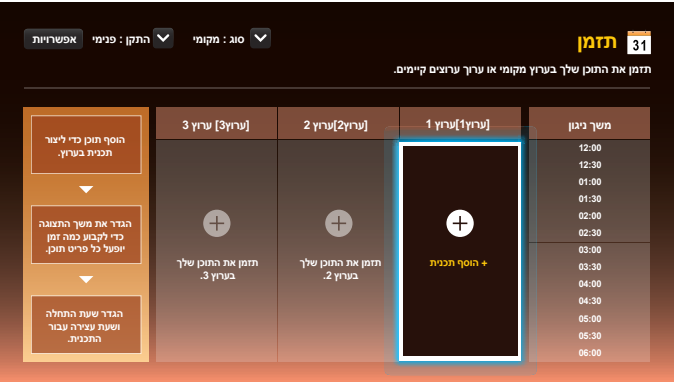 31 תזמן
סוג : מקומי
התקן : פנימי
אפשרויות
תזמן את התוכן שלך בערוץ מקומי או ערוך ערוצים קיימים.
משך ניגון
[ערוץ1]ערוץ 1
[ערוץ2]ערוץ 2
[ערוץ3] ערוץ 3
12:00
12:30
01:00
01:30
02:00
02:30
03:00
03:30
04:00
04:30
05:00
05:30
06:00
+ הוסף תכנית
תזמן את התוכן שלך
בערוץ 2.
תזמן את התוכן שלך
בערוץ 3.
הוסף תוכן כדי ליצור
תכנית בערוץ.
הגדר את משך התצוגה
כדי לקבוע כמה זמן
יופעל כל פריט תוכן.
הגדר שעת התחלה
ושעת עצירה עבור
התכנית.